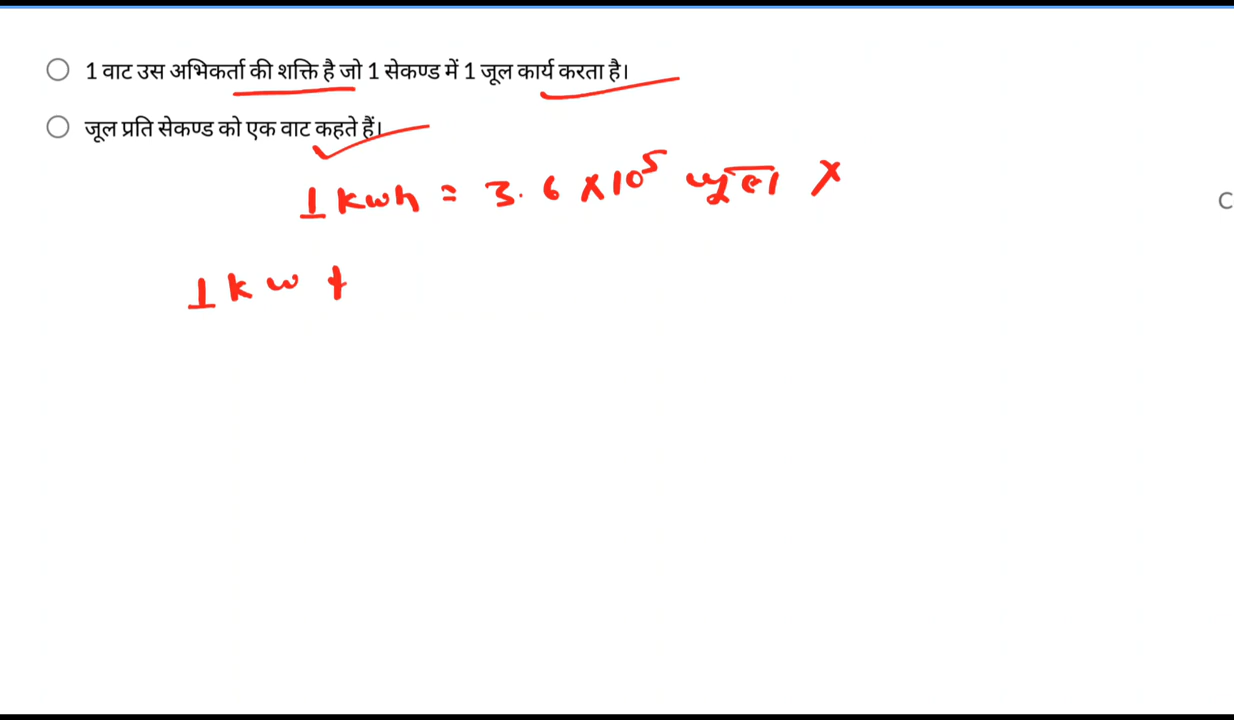 1 वाट उस अभिकर्ता की शक्ति है जो 1 सेकण्ड में 1 जूल कार्य करता है।
जूल प्रति सेकण्ड को एक वाट कहते हैं।
1 kwh = 3.6 ×10⁵ जूल ×
C
1 k w